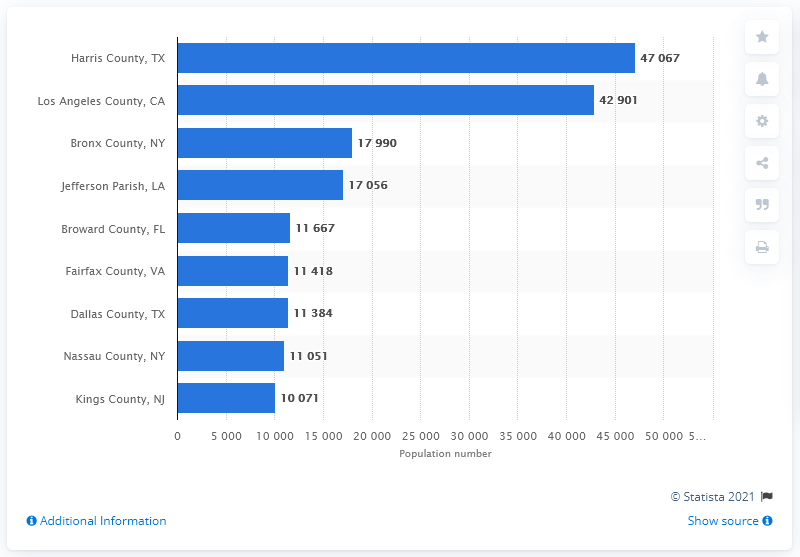 Harris County, TX 47 067
Los Angeles County, CA 42 901
Bronx County, NY 17 990
Jefferson Parish, LA 17 056
Broward County, FL 11 667
Fairfax County, VA 11 418
Dallas County, TX 11 384
Nassau County, NY 11 051
Kings County, NJ 10 071
0 5 000 10 000 15 000 20 000 25 000 30 000 35 000 40 000 45 000 50 000 5...
Population number
© Statista 2021
Additional Information Show source